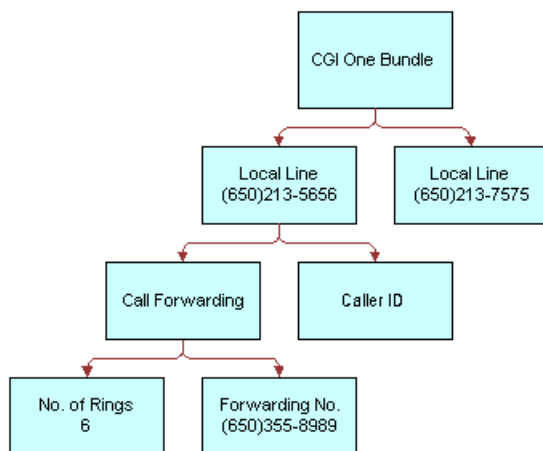 CGI One Bundle
Local Line
(650)213-5656
Local Line
(650)213-7575
Call Forwarding
Caller ID
No. of Rings
6
Forwarding No.
(650)355-8989